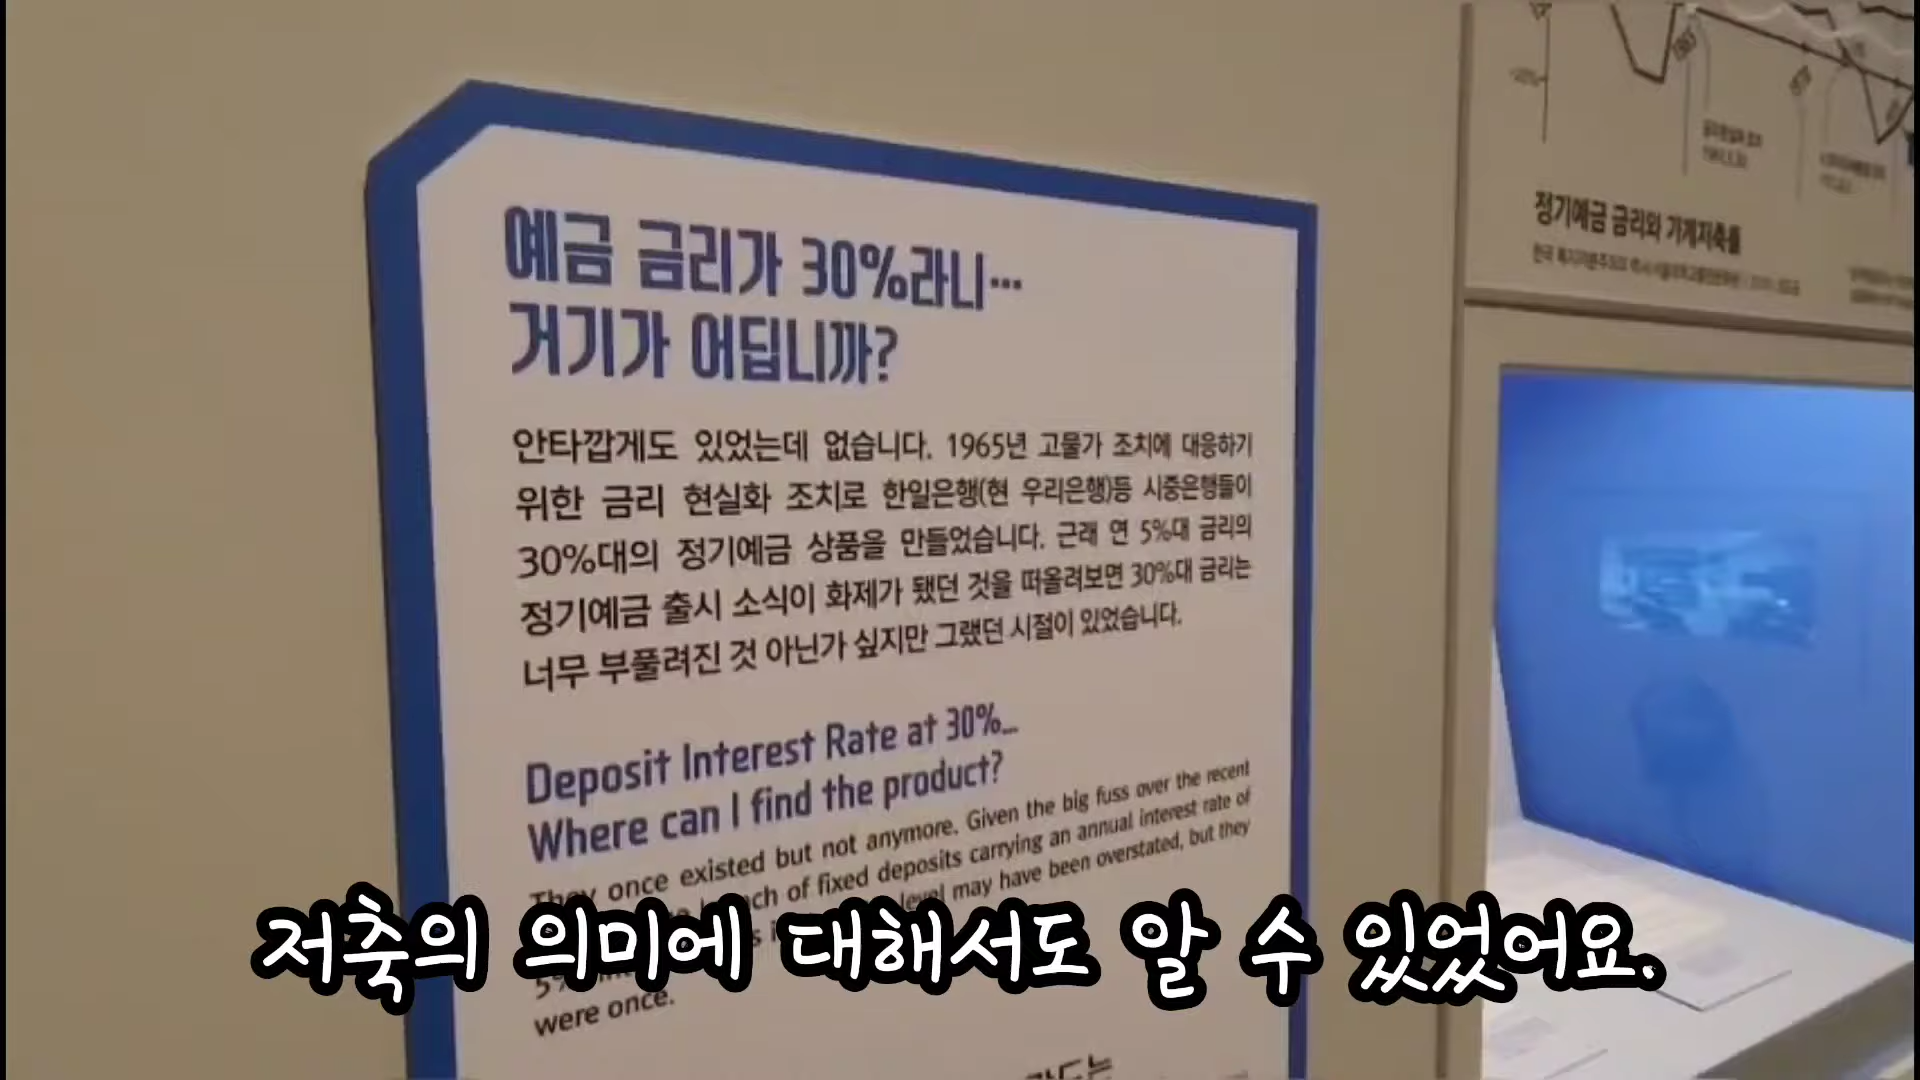 예금 금리가 30%라니…
거기가 어딥니까?
안타깝게도 있었는데 없습니다. 1965년 고물가 조치에 대응하기
위한 금리 현실화 조치로 한일은행(현 우리은행)등 시중은행들이
30%대의 정기예금 상품을 만들었습니다. 근래 연 5%대 금리의
정기예금 출시 소식이 화제가 됐던 것을 떠올려보면 30%대 금리는
너무 부풀려진 것 아닌가 싶지만 그랬던 시절이 있었습니다.
Deposit Interest Rate at 30%...
Where can I find the product?
They once existed but not anymore. Given the big fuss over the recent
of fixed deposits carrying an annual interest rate of
level may have been overstated, but they
were once.
정기예금 금리와 가계저축률
저축의 의미에 대해서도 알 수 있었어요.